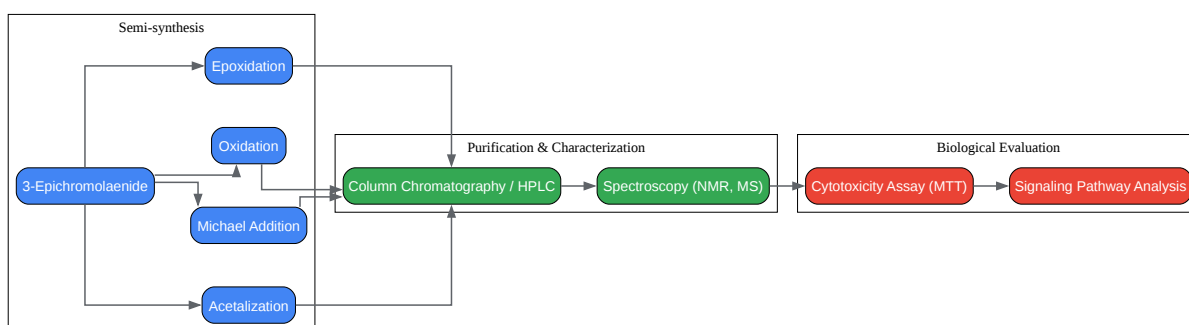 Semi-synthesis
Epoxidation
Oxidation
3-Epichromolaenide
Michael Addition
Acetalization
Purification & Characterization
Column Chromatography / HPLC
Spectroscopy (NMR, MS)
Biological Evaluation
Cytotoxicity Assay (MTT)
Signaling Pathway Analysis